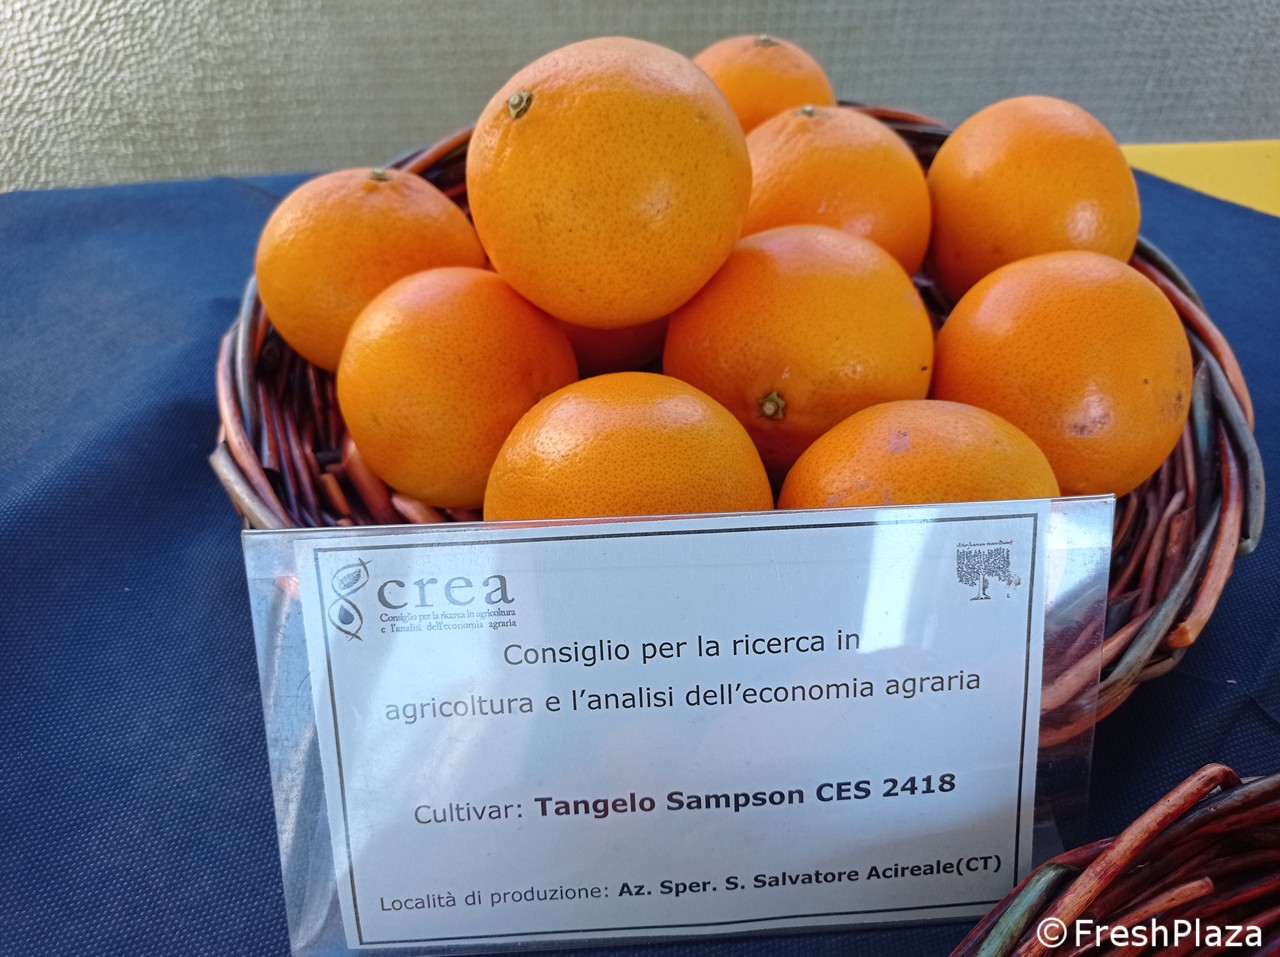 crea
Consiglio per la ricerca in agricoltura
e l'analisi dell'economia agraria
Consiglio per la ricerca in
agricoltura e l'analisi dell'economia agraria
Cultivar: Tangelo Sampson CES 2418
Località di produzione: Az. Sper. S. Salvatore Acireale(CT)
©FreshPlaza